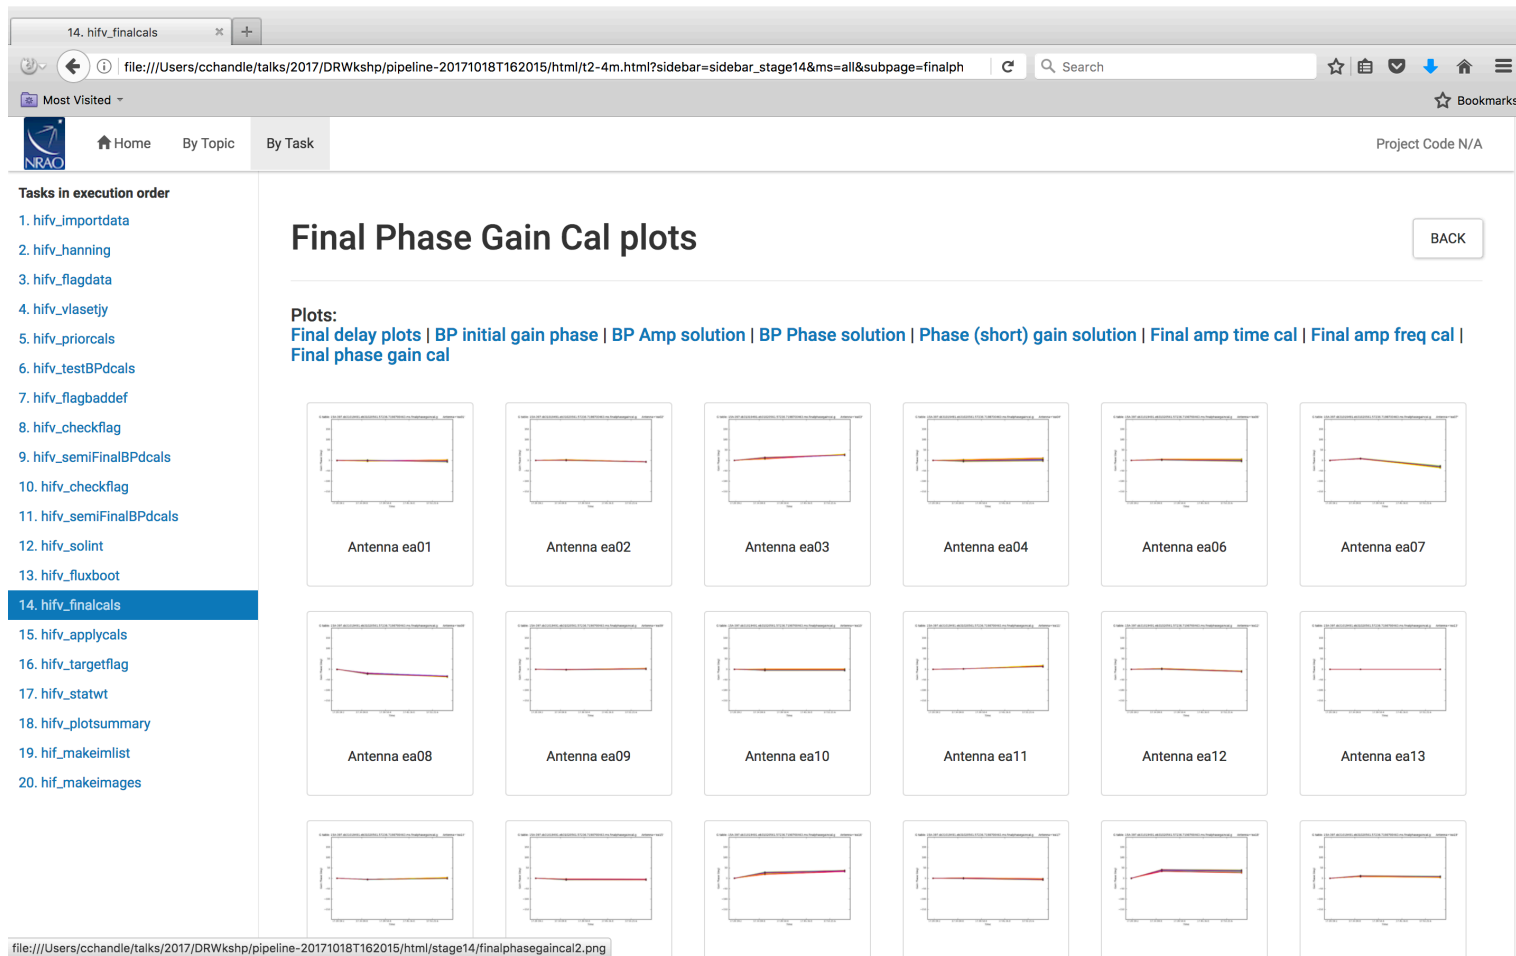 14. hifv_finalcals
file:///Users/cchandle/talks/2017/DRWkshp/pipeline-20171018T162015/html/t2-4m.html?sidebar=sidebar_stage14&ms=all&subpage=finalph
Search
Most Visited
Bookmarks
NRAO
Home
By Topic
By Task
Project Code N/A
Tasks in execution order
1. hifv_importdata
2. hifv_hanning
3. hifv_flagdata
4. hifv_vlasetjy
5. hifv_priorcals
6. hifv_testBPdcals
7. hifv_flagbaddef
8. hifv_checkflag
9. hifv_semiFinalBPdcals
10. hifv_checkflag
11. hifv_semiFinalBPdcals
12. hifv_solint
13. hifv_fluxboot
14. hifv_finalcals
15. hifv_applycals
16. hifv_targetflag
17. hifv_statwt
18. hifv_plotsummary
19. hif_makeimlist
20. hif_makeimages
Final Phase Gain Cal plots
BACK
Plots:
Final delay plots | BP initial gain phase | BP Amp solution | BP Phase solution | Phase (short) gain solution | Final amp time cal | Final amp freq cal |
Final phase gain cal
Antenna ea01
Antenna ea02
Antenna ea03
Antenna ea04
Antenna ea06
Antenna ea07
Antenna ea08
Antenna ea09
Antenna ea10
Antenna ea11
Antenna ea12
Antenna ea13
file:///Users/cchandle/talks/2017/DRWkshp/pipeline-20171018T162015/html/stage14/finalphasegaincal2.png